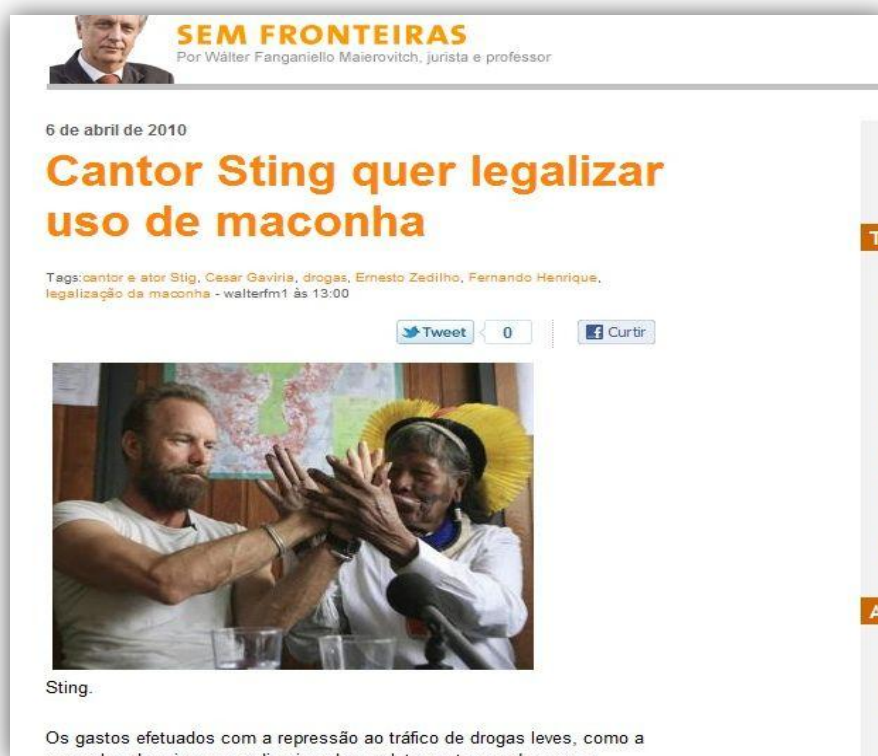 SEM FRONTEIRAS
Por Wálter Fanganiello Maierovitch, jurista e professor
6 de abril de 2010
Cantor Sting quer legalizar
uso de maconha
Tags:cantor e ator Stig, Cesar Gaviria, drogas, Ernesto Zedilho, Fernando Henrique,
legalização da maconha - walterfm1 às 13:00
Tweet 0 Curtir
Sting.
Os gastos efetuados com a repressão ao tráfico de drogas leves, como a